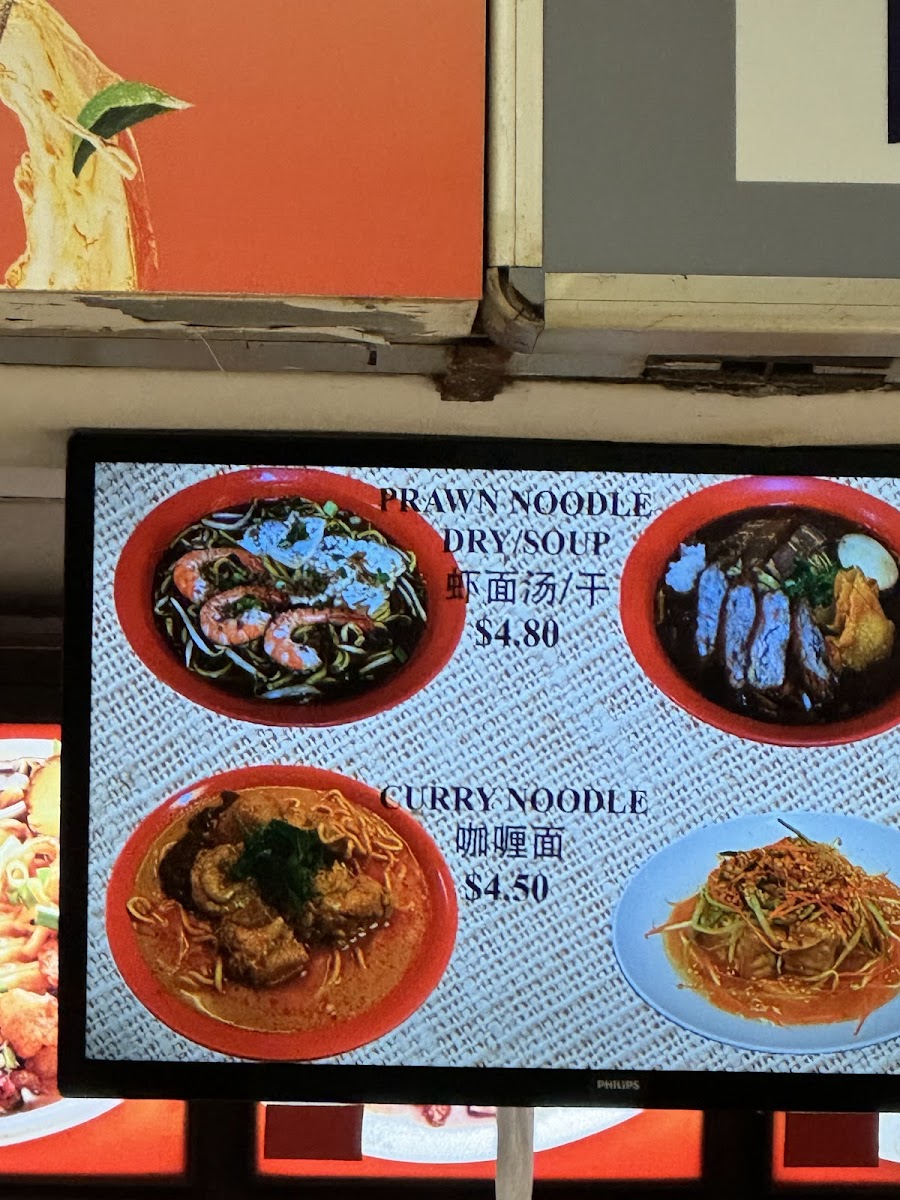 PRAWN NOODLE
DRY/SOUP
虾面汤/干
$4.80
CURRY NOODLE
咖喱面
$4.50
PHILIPS